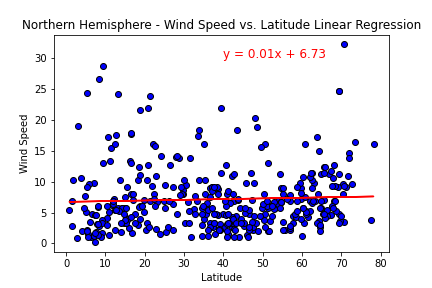 Northern Hemisphere - Wind Speed vs. Latitude Linear Regression
y = 0.01x + 6.73
Wind Speed
30
25
20
15
10
5
0
0 10 20 30 40 50 60 70 80
Latitude